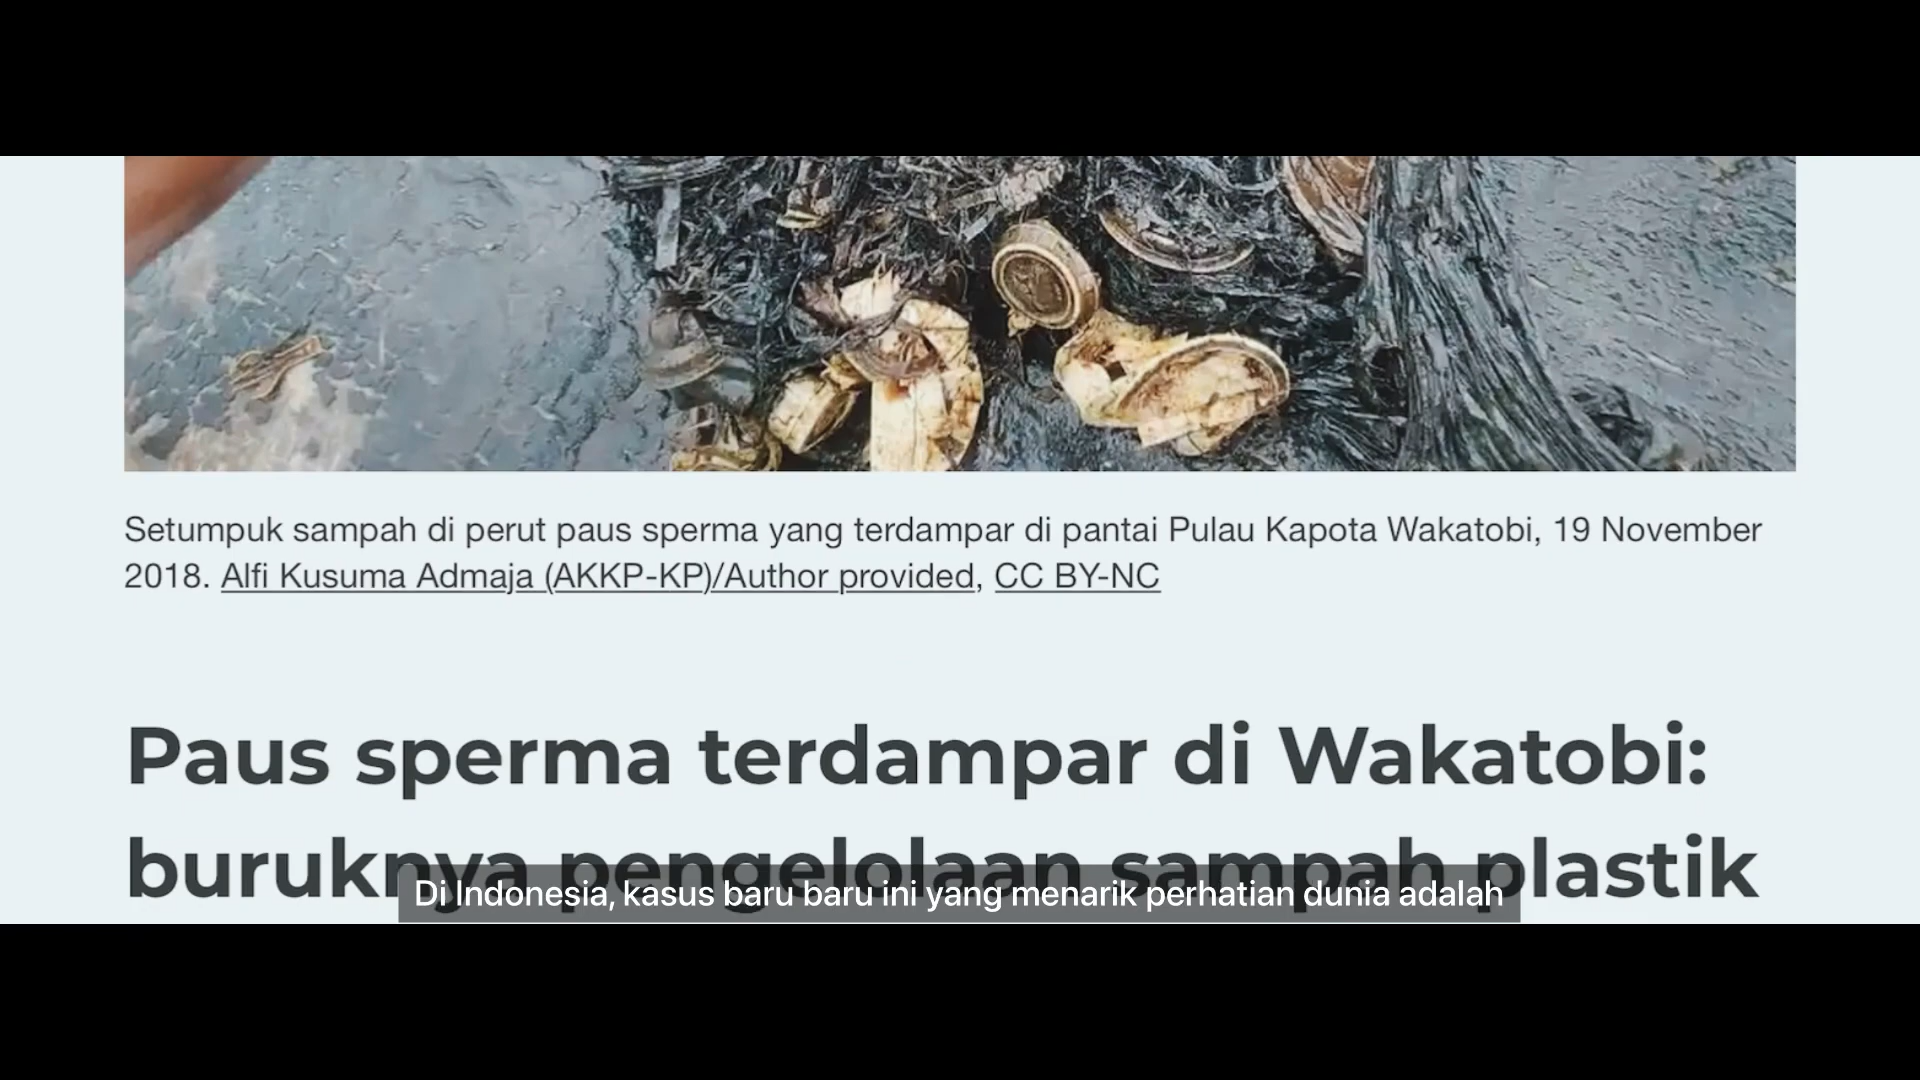 Setumpuk sampah di perut paus sperma yang terdampar di pantai Pulau Kapota Wakatobi, 19 November
2018. Alfi Kusuma Admaja (AKKP-KP)/Author provided, CC BY-NC
Paus sperma terdampar di Wakatobi:
buruknya pengelolaan sampah plastik
Di Indonesia, kasus baru baru ini yang menarik perhatian dunia adalah